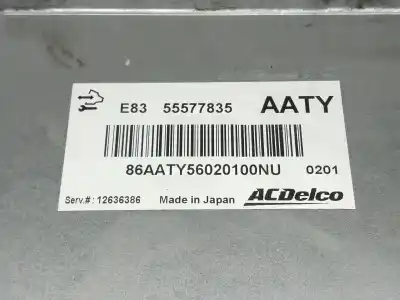 E83 55577835 AATY
86AATY56020100NU 0201
Serv.#: 12636386 Made in Japan ACDelco